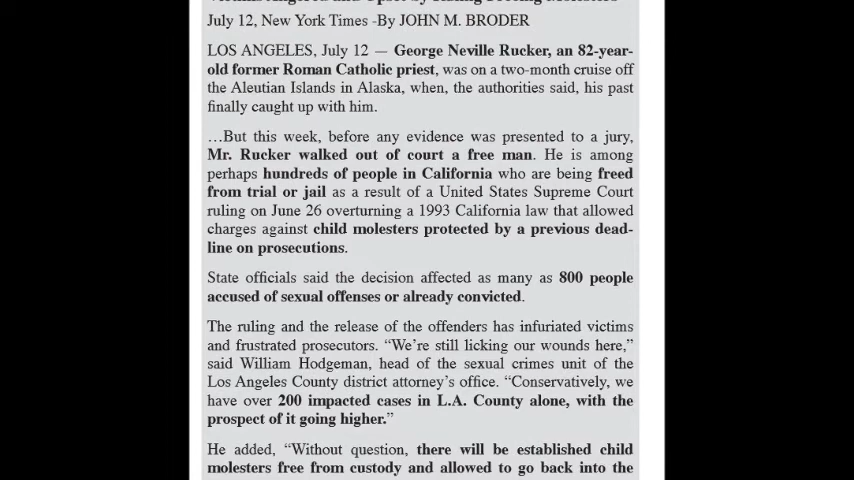 July 12, New York Times -By JOHN M. BRODER
LOS ANGELES, July 12 — George Neville Rucker, an 82-year-
old former Roman Catholic priest, was on a two-month cruise off
the Aleutian Islands in Alaska, when, the authorities said, his past
finally caught up with him.
…But this week, before any evidence was presented to a jury,
Mr. Rucker walked out of court a free man. He is among
perhaps hundreds of people in California who are being freed
from trial or jail as a result of a United States Supreme Court
ruling on June 26 overturning a 1993 California law that allowed
charges against child molesters protected by a previous dead-
line on prosecutions.
State officials said the decision affected as many as 800 people
accused of sexual offenses or already convicted.
The ruling and the release of the offenders has infuriated victims
and frustrated prosecutors. “We’re still licking our wounds here,”
said William Hodgeman, head of the sexual crimes unit of the
Los Angeles County district attorney’s office. “Conservatively, we
have over 200 impacted cases in L.A. County alone, with the
prospect of it going higher.”
He added, “Without question, there will be established child
molesters free from custody and allowed to go back into the